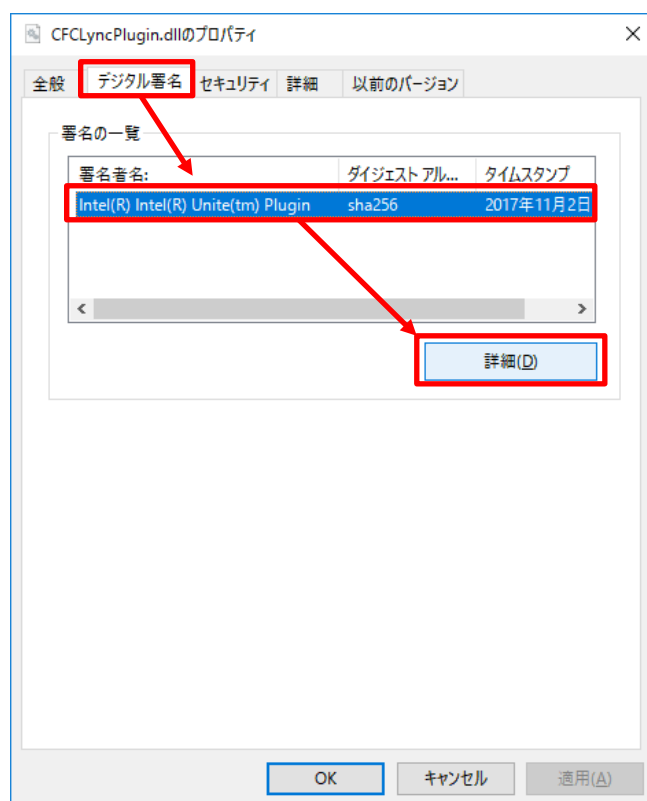 CFCLyncPlugin.dllのプロパティ
全般 デジタル署名 セキュリティ 詳細 以前のバージョン
署名の一覧
署名者名: ダイジェスト アル... タイムスタンプ
Intel(R) Intel(R) Unite(tm) Plugin sha256 2017年11月2日
詳細(D)
OK キャンセル 適用(A)